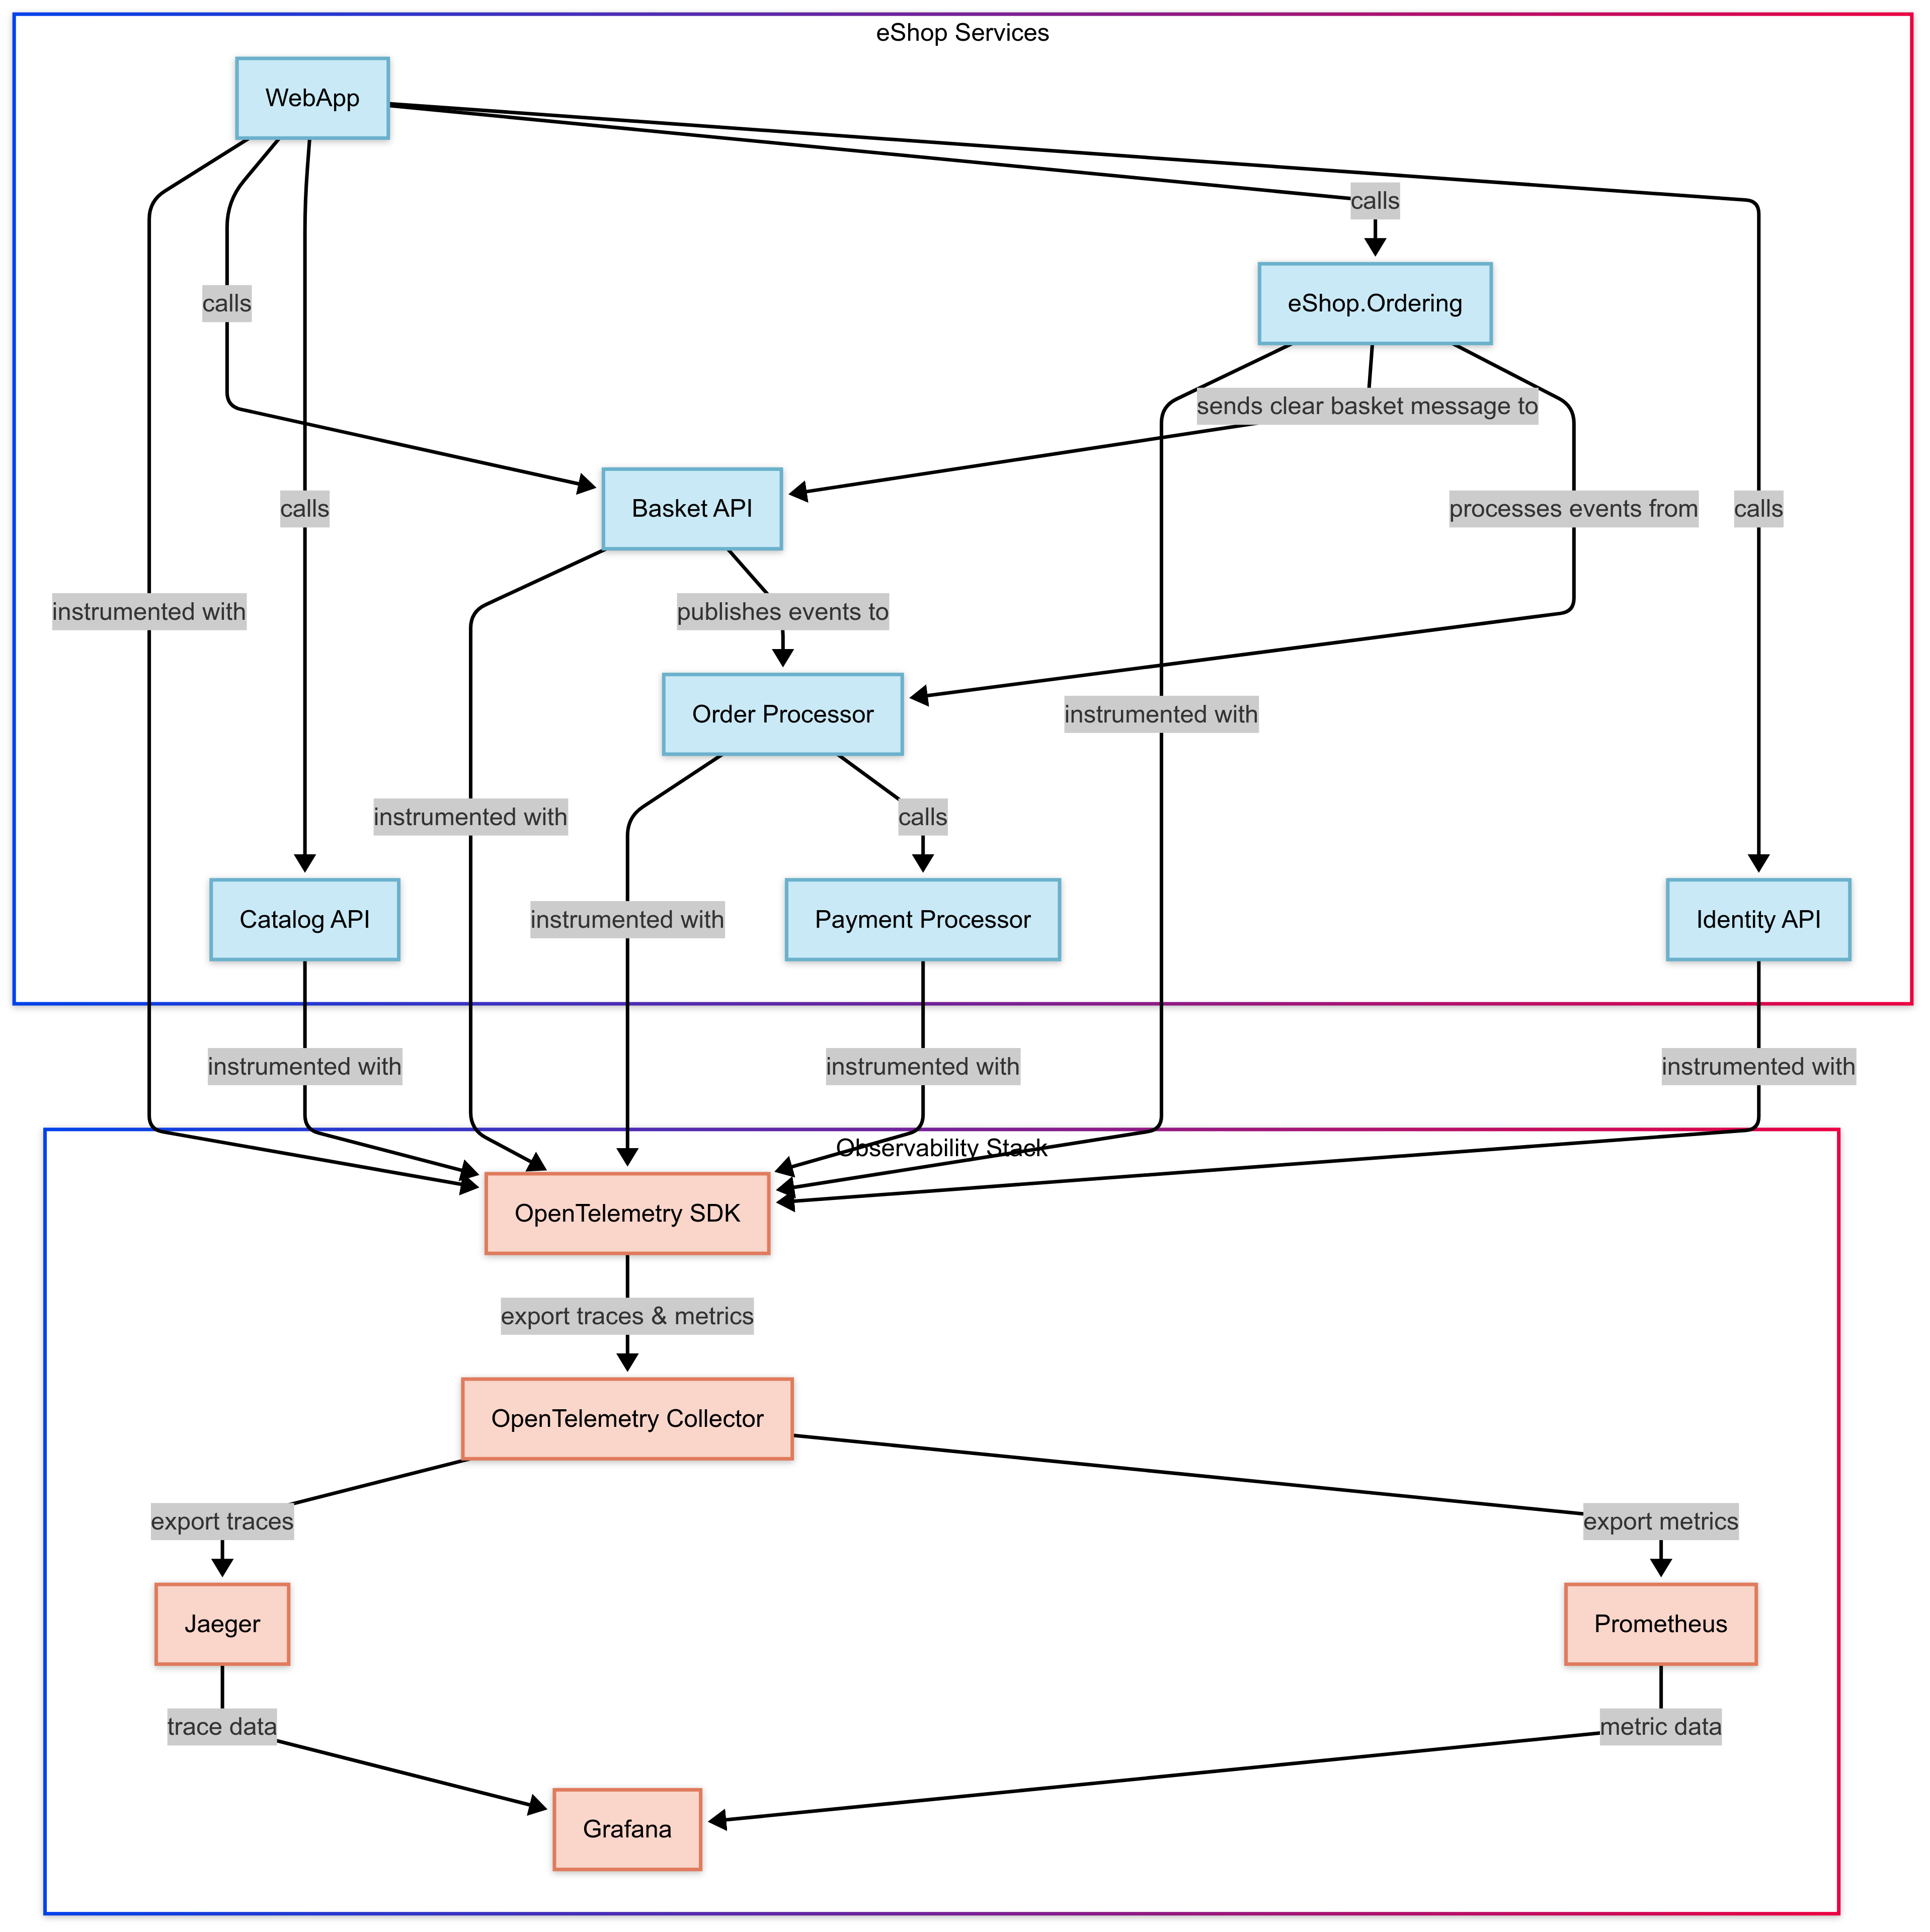 eShop Services
WebApp
calls
calls
eShop.Ordering
sends clear basket message to
calls
Basket API
processes events from
calls
instrumented with
publishes events to
Order Processor
instrumented with
instrumented with
calls
instrumented with
Catalog API
Payment Processor
Identity API
instrumented with
instrumented with
instrumented with
Observability Stack
OpenTelemetry SDK
export traces & metrics
OpenTelemetry Collector
export traces
export metrics
Jaeger
Prometheus
trace data
metric data
Grafana